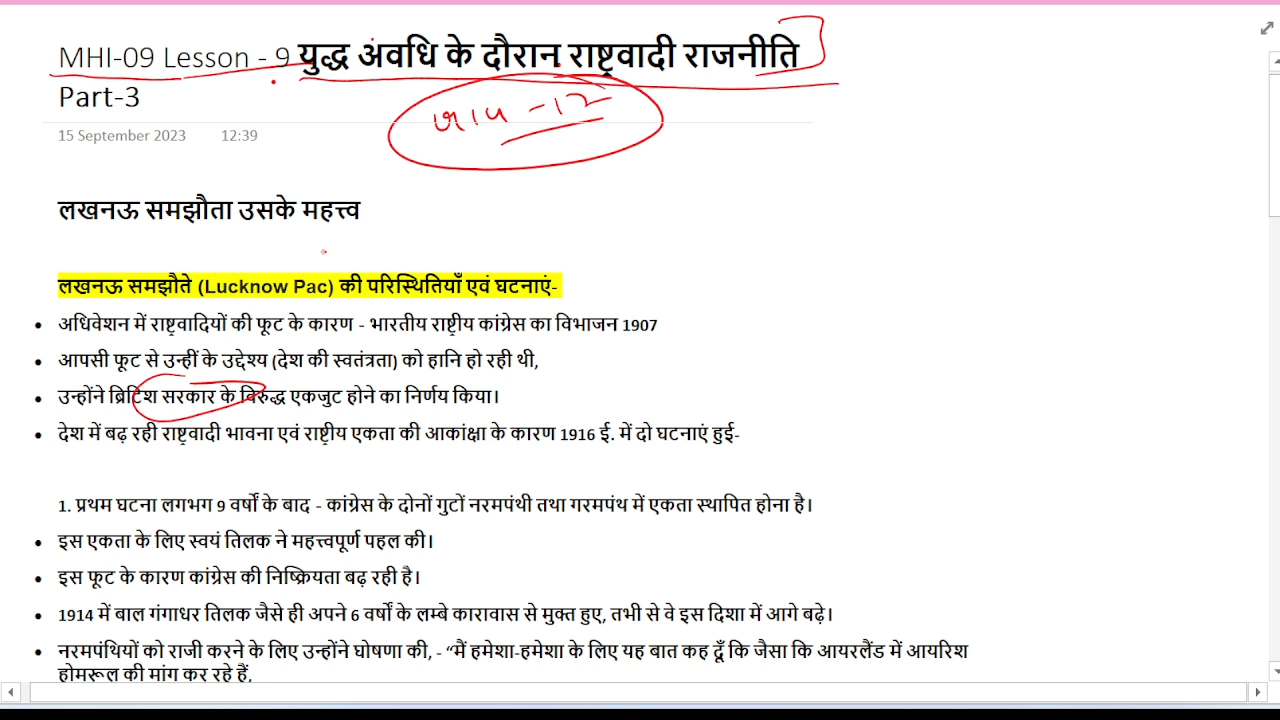 MHI-09 Lesson - 9 युद्ध अंवधि के दौरान राष्ट्रवादी राजनीति
Part-3
भाग -12
15 September 2023 12:39
लखनऊ समझौता उसके महत्त्व
लखनऊ समझौते (Lucknow Pac) की परिस्थितियाँ एवं घटनाएं-
• अधिवेशन में राष्ट्रवादियों की फूट के कारण - भारतीय राष्ट्रीय कांग्रेस का विभाजन 1907
• आपसी फूट से उन्हीं के उद्देश्य (देश की स्वतंत्रता) को हानि हो रही थी,
• उन्होंने ब्रिटिश सरकार के विरुद्ध एकजुट होने का निर्णय किया।
• देश में बढ़ रही राष्ट्रवादी भावना एवं राष्ट्रीय एकता की आकांक्षा के कारण 1916 ई. में दो घटनाएं हुई-
1. प्रथम घटना लगभग 9 वर्षों के बाद - कांग्रेस के दोनों गुटों नरमपंथी तथा गरमपंथ में एकता स्थापित होना है।
• इस एकता के लिए स्वयं तिलक ने महत्त्वपूर्ण पहल की।
• इस फूट के कारण कांग्रेस की निष्क्रियता बढ़ रही है।
• 1914 में बाल गंगाधर तिलक जैसे ही अपने 6 वर्षों के लम्बे कारावास से मुक्त हुए, तभी से वे इस दिशा में आगे बढ़े।
• नरमपंथियों को राजी करने के लिए उन्होंने घोषणा की, - “मैं हमेशा-हमेशा के लिए यह बात कह दूँ कि जैसा कि आयरलैंड में आयरिश
होमरूल की मांग कर रहे हैं,